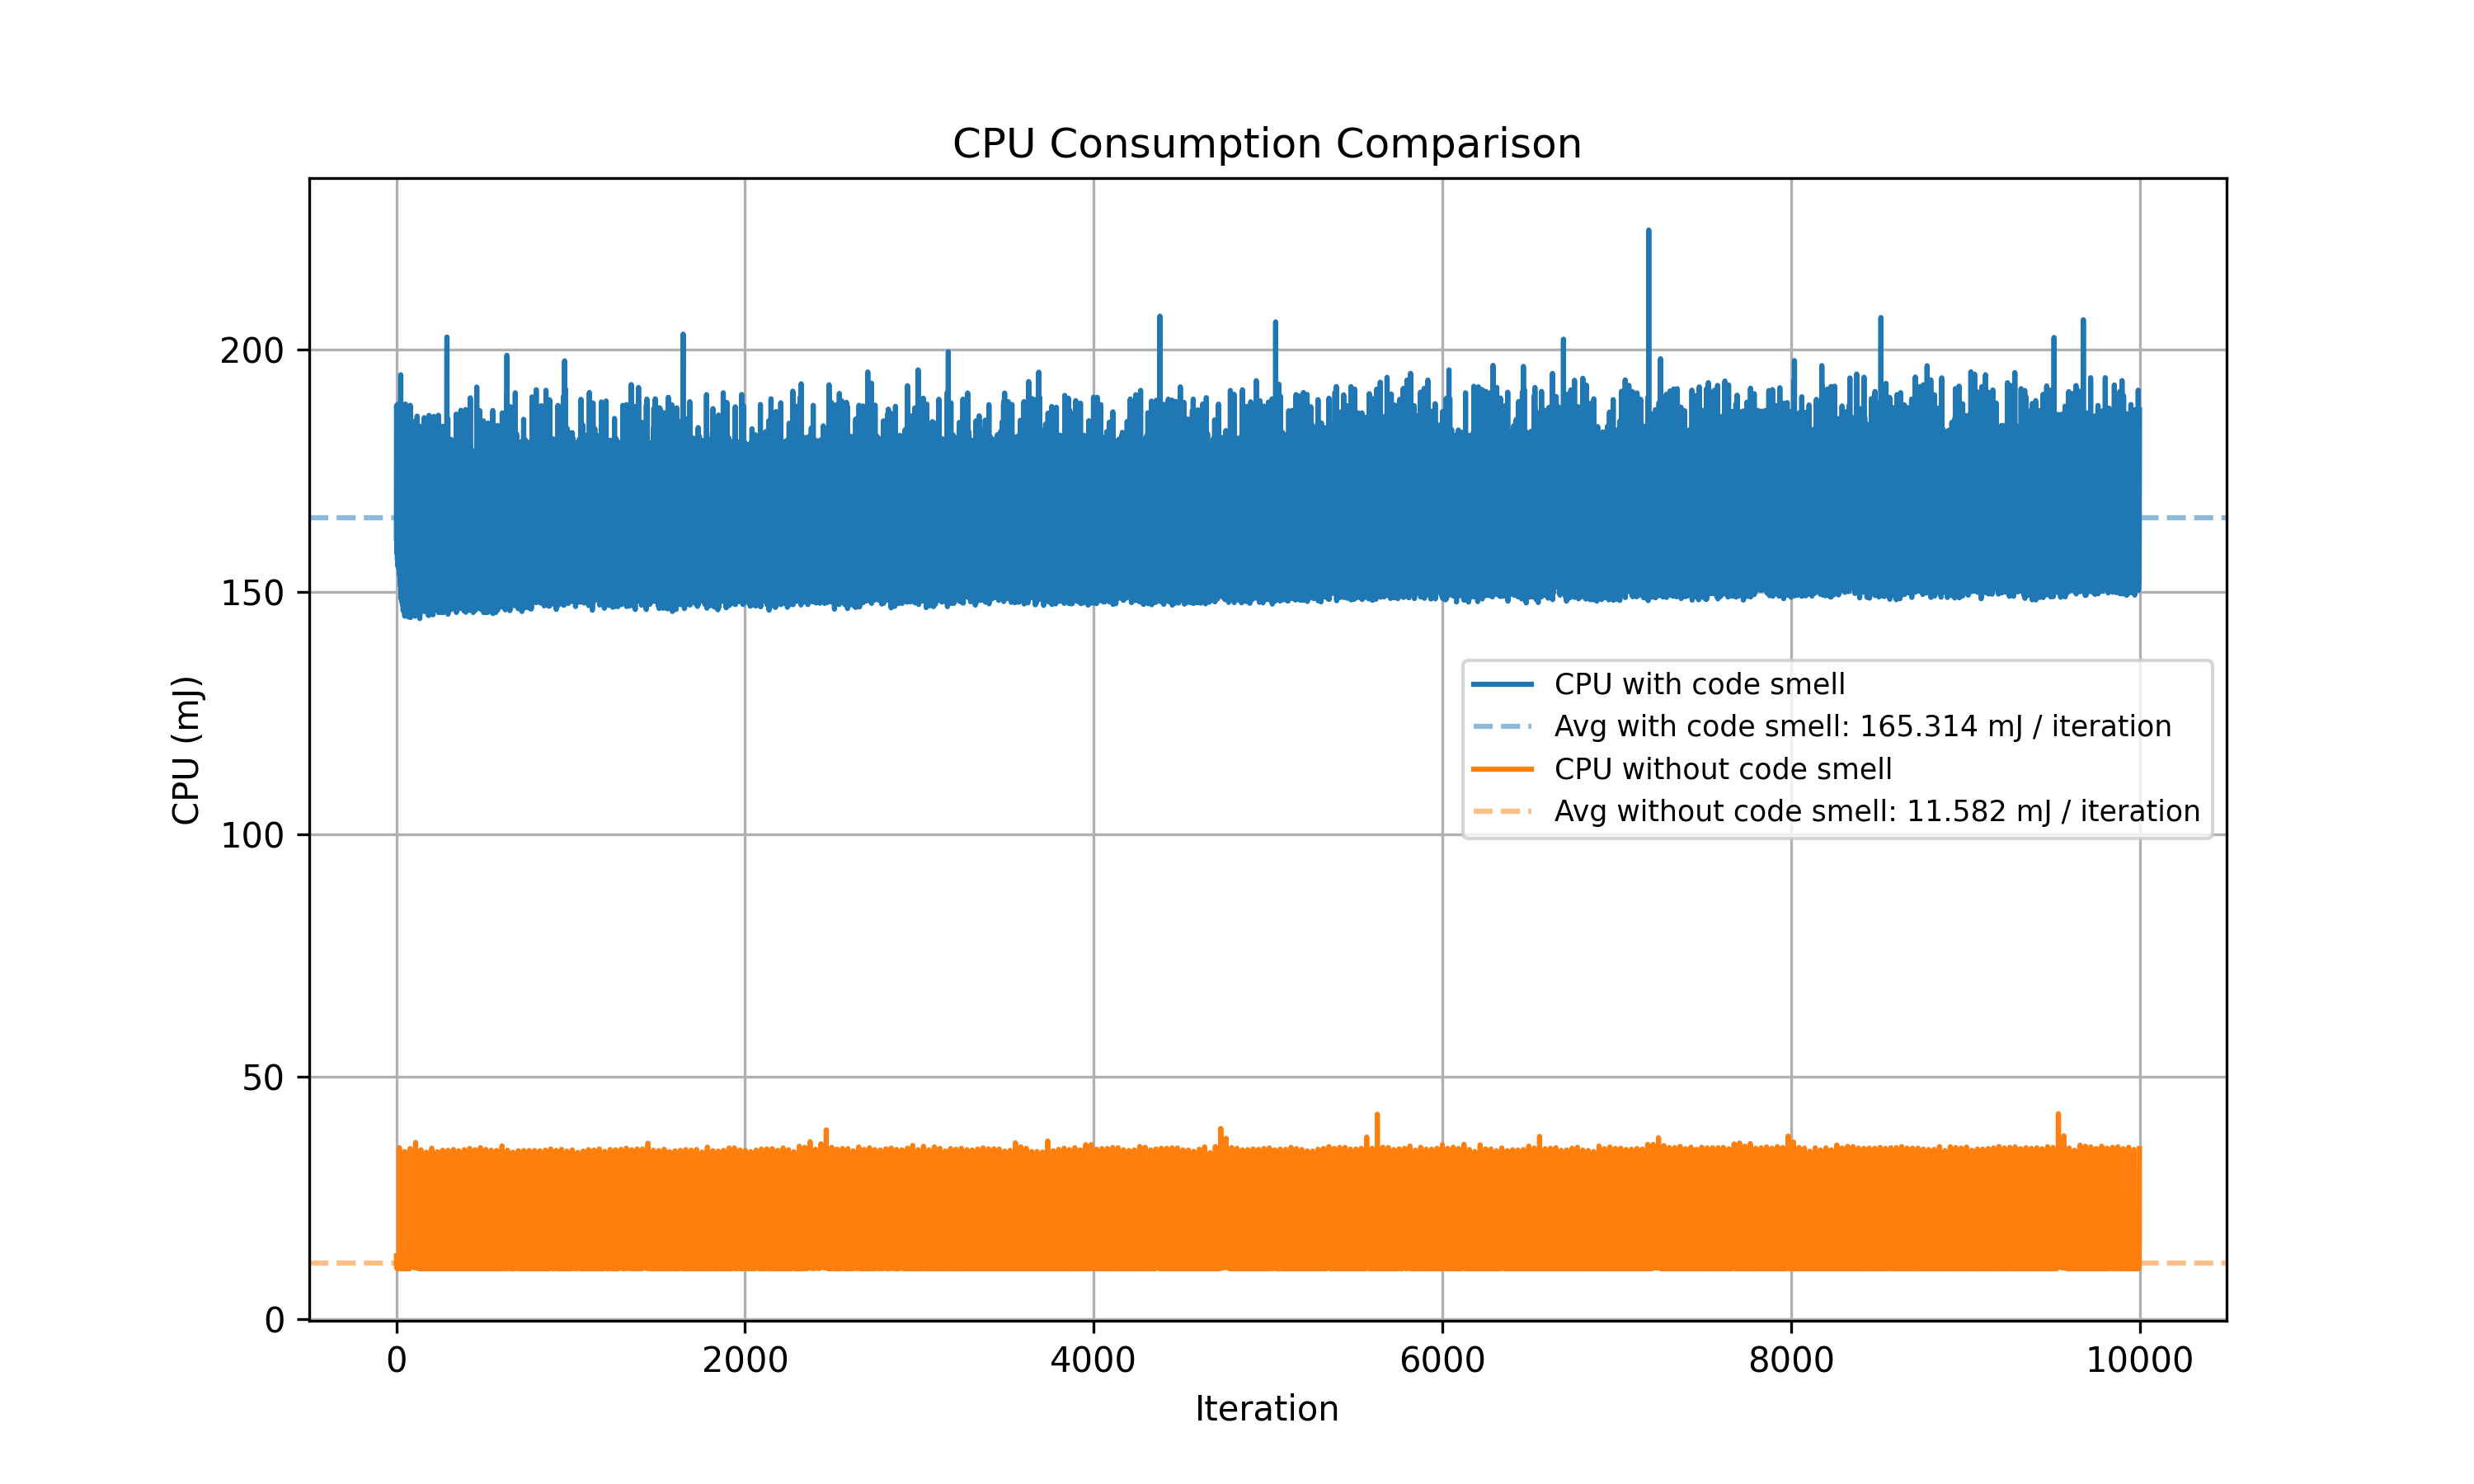 CPU Consumption Comparison
200
150
100
50
0
CPU (mJ)
CPU with code smell
Avg with code smell: 165.314 mJ / iteration
CPU without code smell
Avg without code smell: 11.582 mJ / iteration
0 2000 4000 6000 8000 10000
Iteration